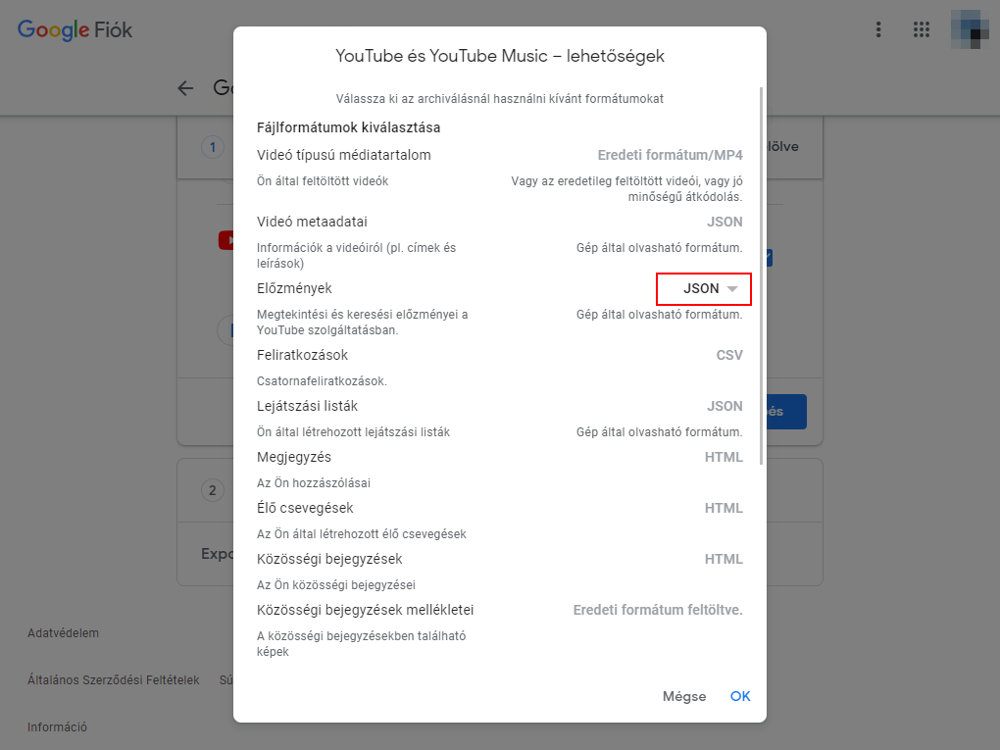 Google Fiók
YouTube és YouTube Music – lehetőségek
Válassza ki az archiválásnál használni kívánt formátumokat
Fájlformátumok kiválasztása
1
Videó típusú médiatartalom
Eredeti formátum/MP4
Ön által feltöltött videók
Vagy az eredetileg feltöltött videói, vagy jó
minőségű átkódolás.
Videó metaadatai
JSON
Információk a videóiról (pl. címek és
leírások)
Gép által olvasható formátum.
Előzmények
JSON
Megtekintési és keresési előzményei a
YouTube szolgáltatásban.
Gép által olvasható formátum.
Feliratkozások
CSV
Csatornafeliratkozások.
Lejátszási listák
JSON
Ön által létrehozott lejátszási listák
Gép által olvasható formátum.
Megjegyzés
HTML
Az Ön hozzászólásai
2
Élő csevegések
HTML
Az Ön által létrehozott élő csevegések
Közösségi bejegyzések
HTML
Az Ön közösségi bejegyzései
Közösségi bejegyzések mellékletei
Eredeti formátum feltöltve.
A közösségi bejegyzésekben található
képek
Mégse
OK
Adatvédelem
Általános Szerződési Feltételek
Információ